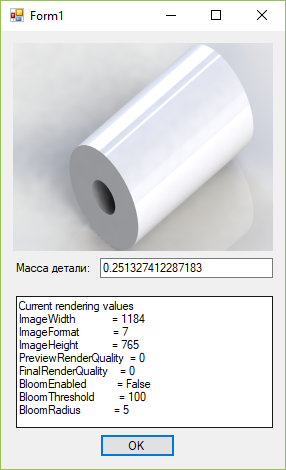 Form1
Масса детали: 0.251327412287183
Current rendering values
ImageWidth = 1184
ImageFormat = 7
ImageHeight = 765
PreviewRenderQuality = 0
FinalRenderQuality = 0
BloomEnabled = False
BloomThreshold = 100
BloomRadius = 5
OK